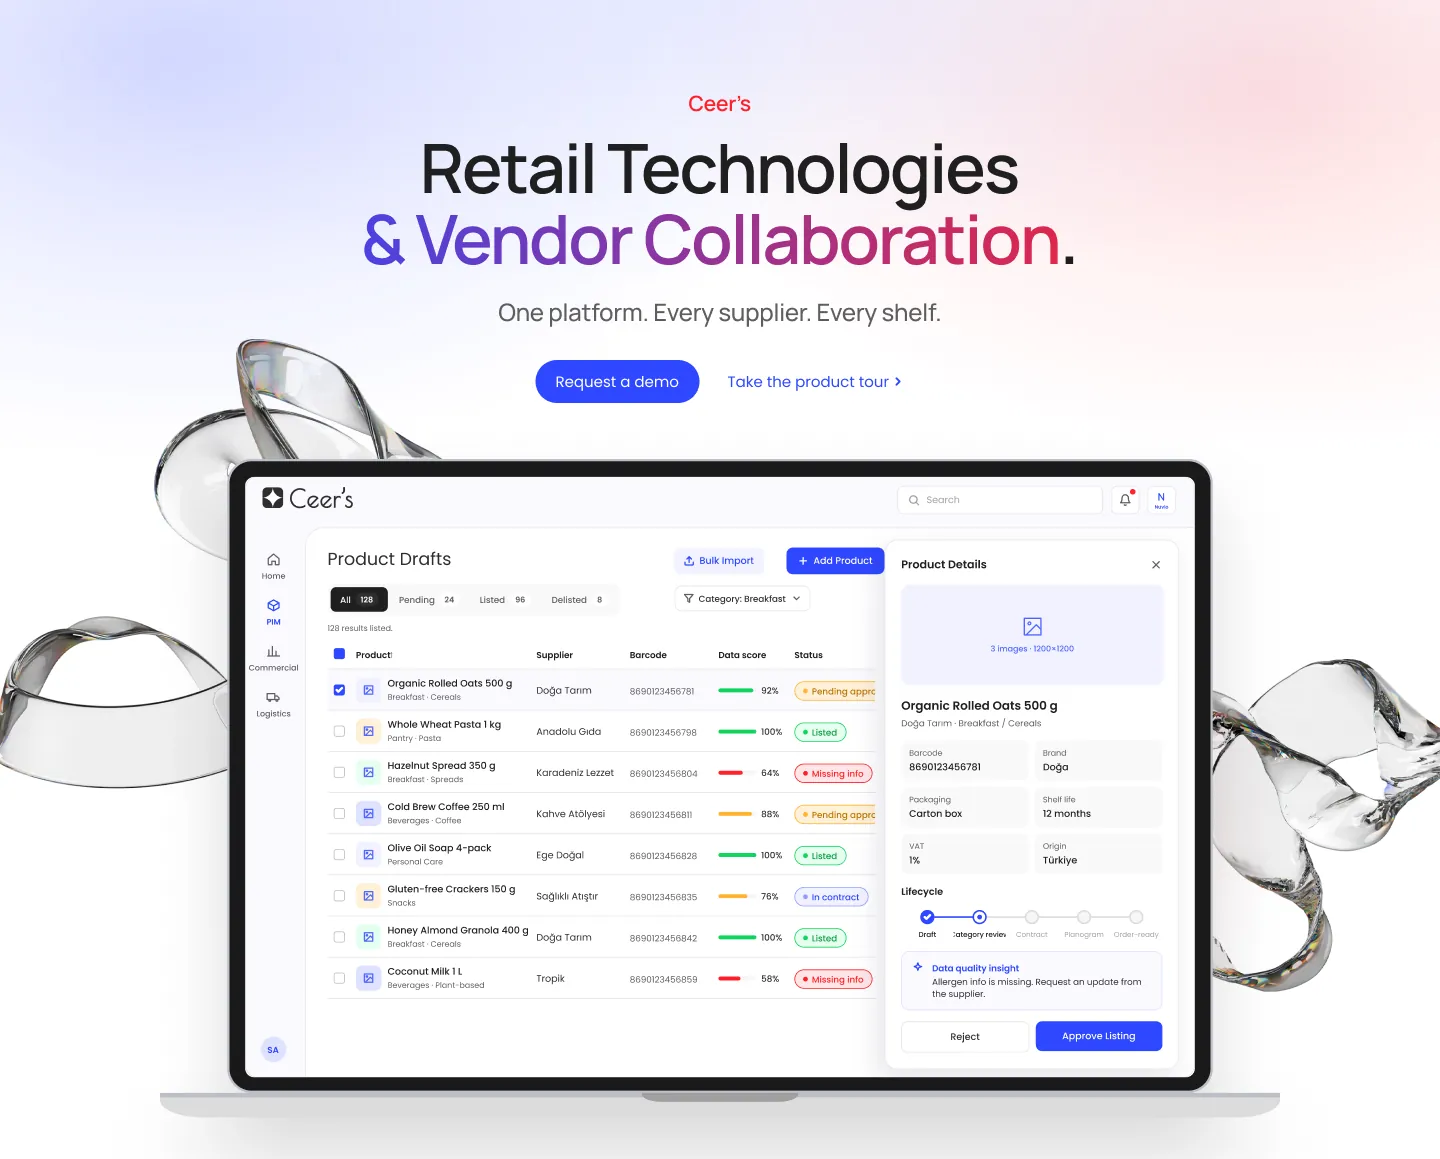 Ceer's
Retail Technologies
& Vendor Collaboration.
One platform. Every supplier. Every shelf.
Request a demo
Take the product tour
Ceer's
Search
N
Nuvio
Home
PIM
Commercial
Logistics
SA
Product Drafts
Bulk Import
+ Add Product
All 128 Pending 24 Listed 96 Delisted 8
Category: Breakfast
128 results listed.
Product Supplier Barcode Data score Status
Organic Rolled Oats 500 g
Breakfast · Cereals
Doğa Tarım 8690123456781 92% Pending appro
Whole Wheat Pasta 1 kg
Pantry · Pasta
Anadolu Gıda 8690123456798 100% Listed
Hazelnut Spread 350 g
Breakfast · Spreads
Karadeniz Lezzet 8690123456804 64% Missing info
Cold Brew Coffee 250 ml
Beverages · Coffee
Kahve Atölyesi 8690123456811 88% Pending appro
Olive Oil Soap 4-pack
Personal Care
Ege Doğal 8690123456828 100% Listed
Gluten-free Crackers 150 g
Snacks
Sağlıklı Atıştır 8690123456835 76% In contract
Honey Almond Granola 400 g
Breakfast · Cereals
Doğa Tarım 8690123456842 100% Listed
Coconut Milk 1 L
Beverages · Plant-based
Tropik 8690123456859 58% Missing info
Product Details
3 images · 1200×1200
Organic Rolled Oats 500 g
Doğa Tarım · Breakfast / Cereals
Barcode
8690123456781
Brand
Doğa
Packaging
Carton box
Shelf life
12 months
VAT
1%
Origin
Türkiye
Lifecycle
Draft Category review Contract Planogram Order-ready
Data quality insight
Allergen info is missing. Request an update from
the supplier.
Reject
Approve Listing